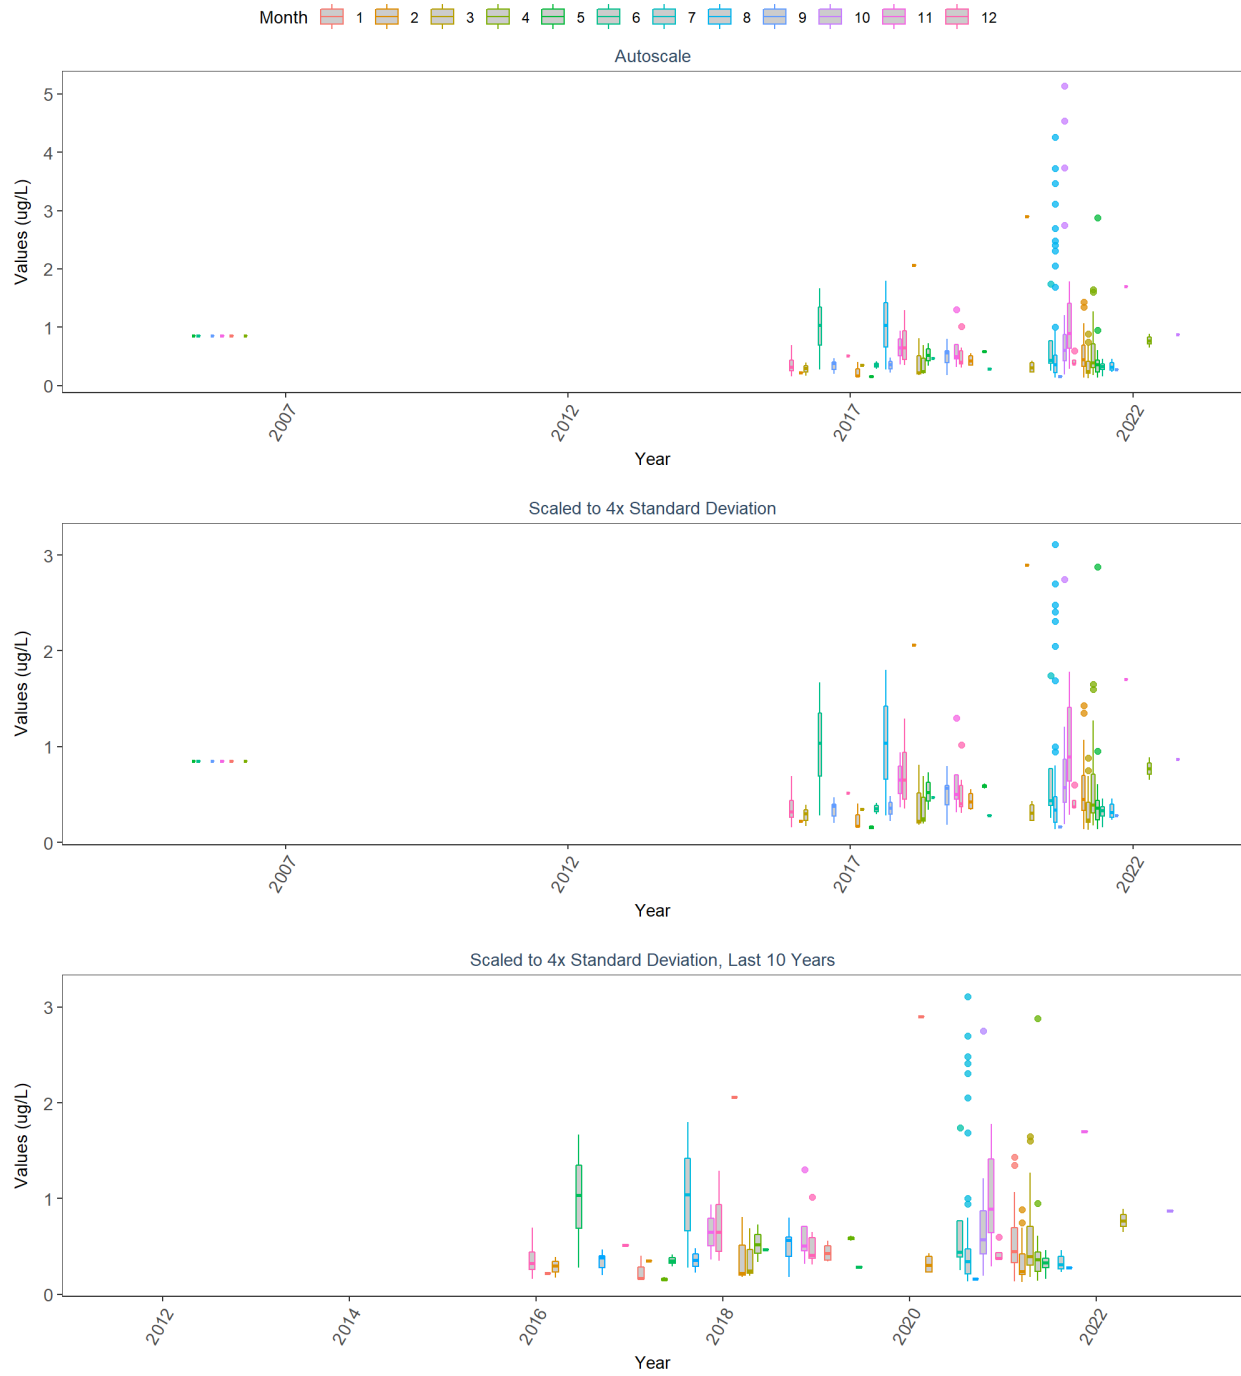 Month 1 2 3 4 5 6 7 8 9 10 11 12
Autoscale
Values (ug/L)
5
4
3
2
1
0
2007 2012 2017 2022
Year
Scaled to 4x Standard Deviation
Values (ug/L)
3
2
1
0
2007 2012 2017 2022
Year
Scaled to 4x Standard Deviation, Last 10 Years
Values (ug/L)
3
2
1
0
2012 2014 2016 2018 2020 2022
Year